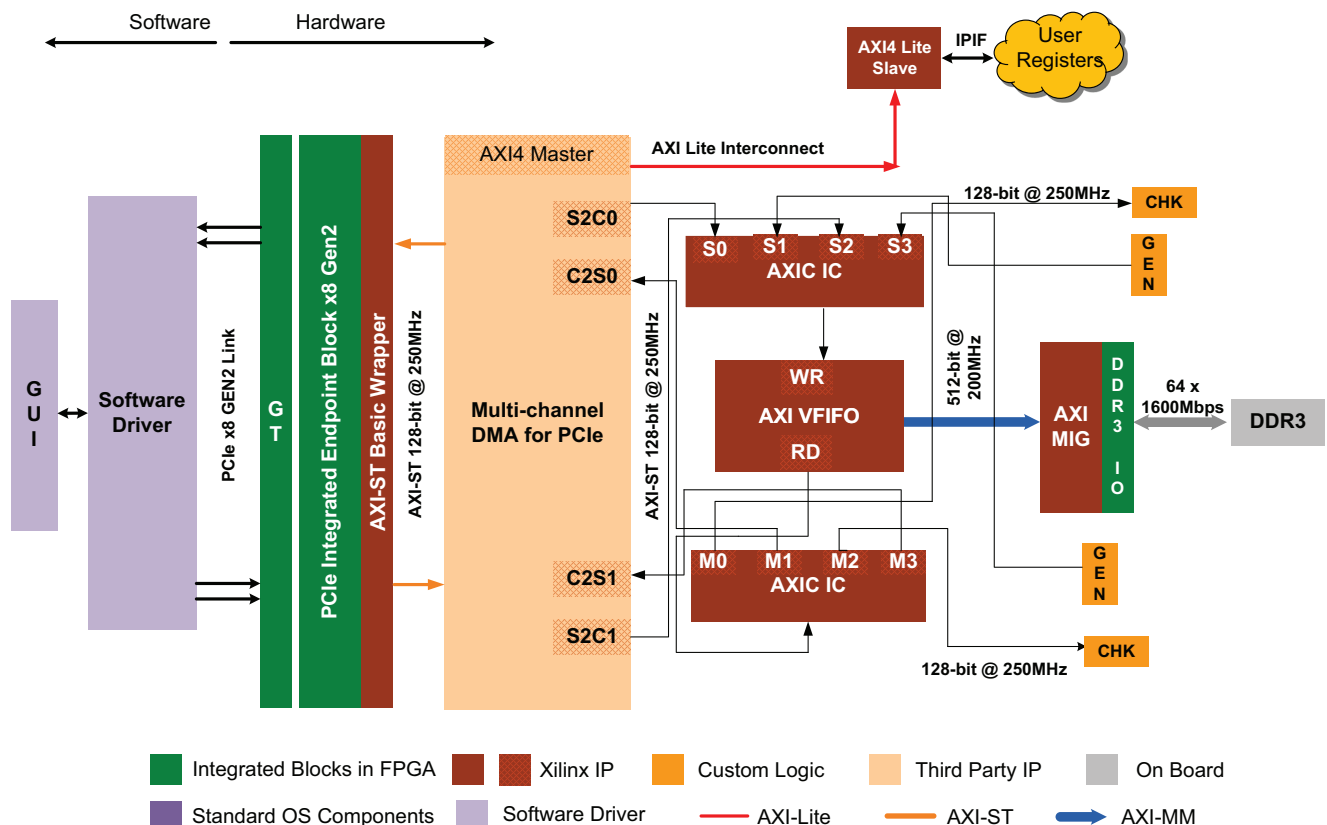 Software
Hardware
AXI4 Lite
Slave
IPIF
User
Registers
AXI4 Master
AXI Lite Interconnect
128-bit @ 250MHz
CHK
GEN
S2C0
C2S0
S0
S1
S2
S3
AXIC IC
GUI
Software
Driver
PCIe x8 GEN2 Link
GT
PCIe Integrated Endpoint Block x8 Gen2
AXI-ST Basic Wrapper
AXI-ST 128-bit@ 250MHz
Multi-channel
DMA for PCIe
AXI-ST 128-bit @ 250MHz
WR
AXI VFIFO
RD
512-bit @
200MHz
AXI
MIG
DDR3 IO
64 x
1600Mbps
DDR3
C2S1
S2C1
M0
M1
M2
M3
AXIC IC
GEN
CHK
128-bit @ 250MHz
Integrated Blocks in FPGA
Xilinx IP
Custom Logic
Third Party IP
On Board
Standard OS Components
Software Driver
AXI-Lite
AXI-ST
AXI-MM